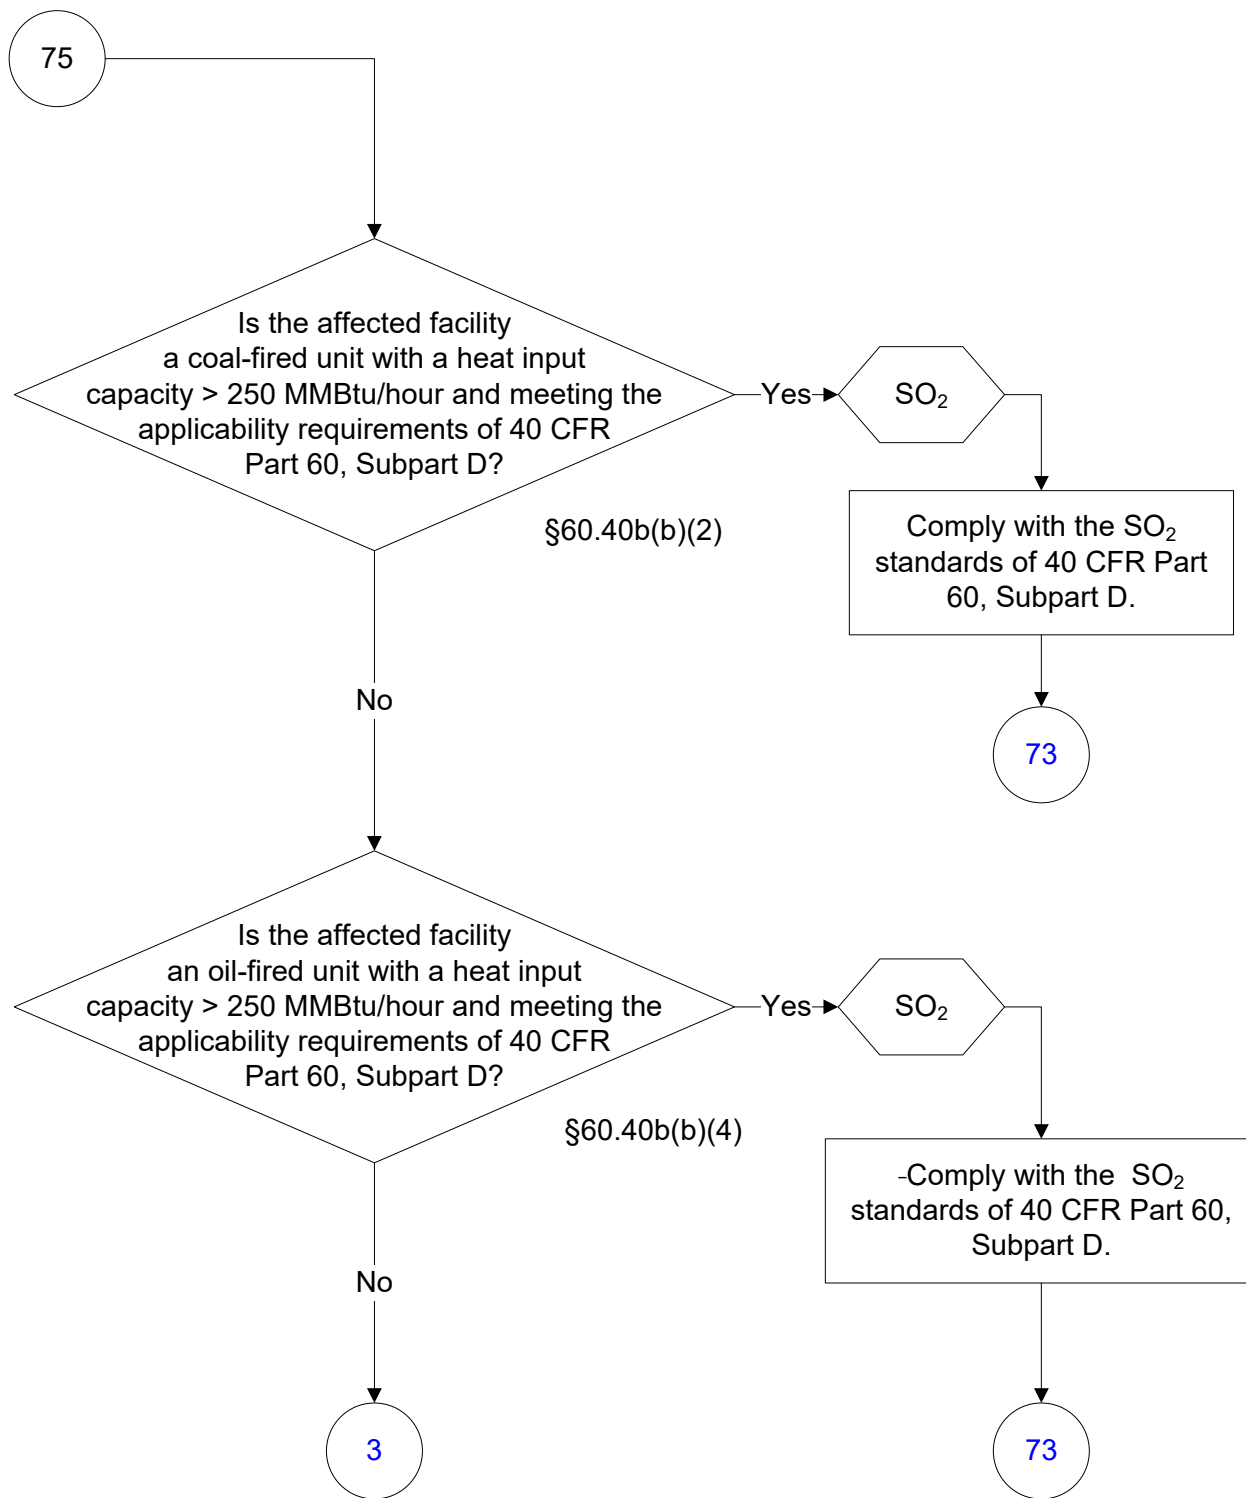 75
Is the affected facility
a coal-fired unit with a heat input
capacity > 250 MMBtu/hour and meeting the
applicability requirements of 40 CFR
Part 60, Subpart D?
Yes
SO₂
§60.40b(b)(2)
Comply with the SO₂
standards of 40 CFR Part
60, Subpart D.
No
73
Is the affected facility
an oil-fired unit with a heat input
capacity > 250 MMBtu/hour and meeting the
applicability requirements of 40 CFR
Part 60, Subpart D?
Yes
SO₂
§60.40b(b)(4)
-Comply with the  SO₂
standards of 40 CFR Part 60,
Subpart D.
No
3
73